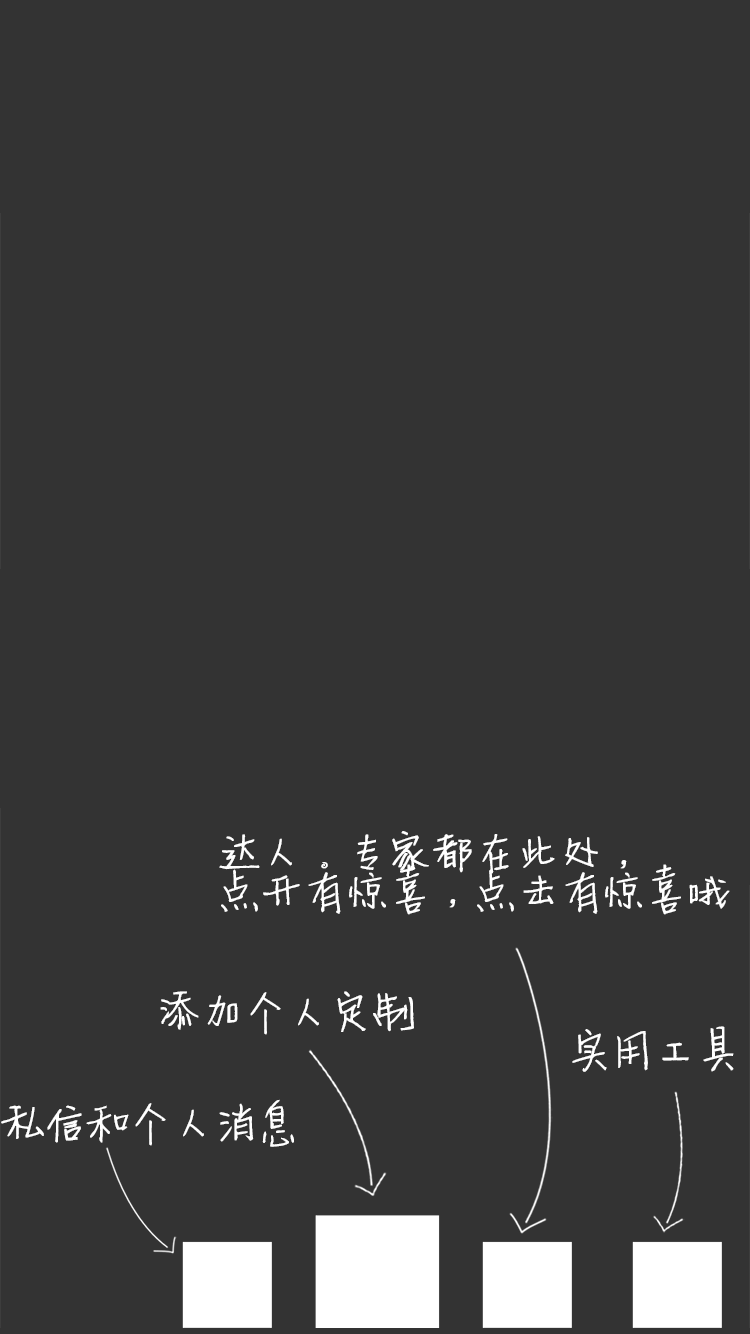 达人。专家都在此处，
点开有惊喜，点击有惊喜哦
添加个人定制
实用工具
私信和个人消息